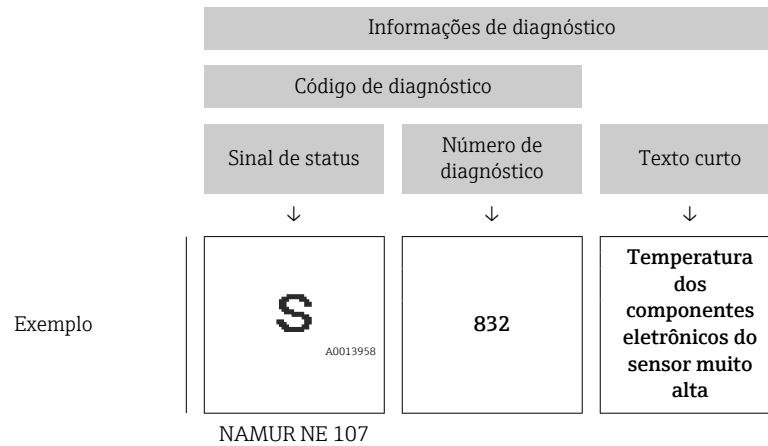 Informações de diagnóstico
Código de diagnóstico
Sinal de status
Número de
diagnóstico
Texto curto
↓ ↓ ↓
Exemplo
S
A0013958
832
Temperatura
dos
componentes
eletrônicos do
sensor muito
alta
NAMUR NE 107